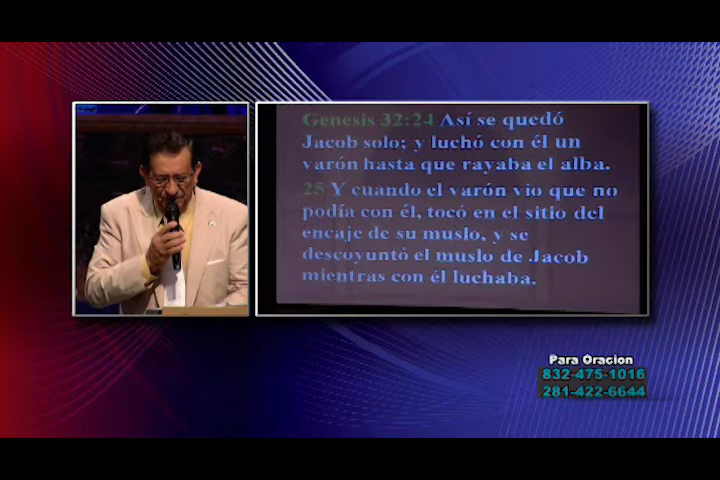 Genesis 32:24 Así se quedó
Jacob solo; y luchó con él un
varón hasta que rayaba el alba.
25 Y cuando el varón vio que no
podía con él, tocó en el sitio del
encaje de su muslo, y se
descoyuntó el muslo de Jacob
mientras con él luchaba.
Para Oracion
832-475-1016
281-422-6644